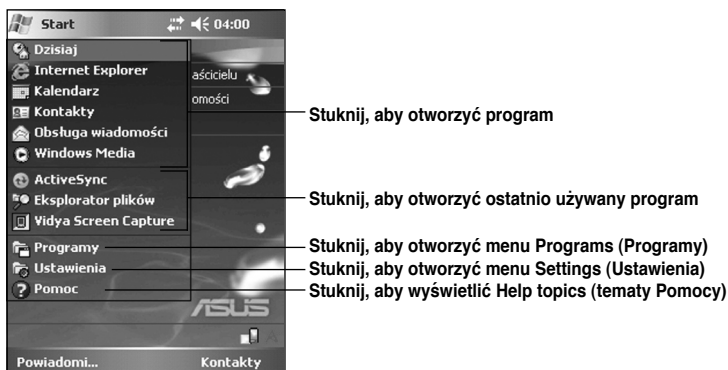 Start 04:00
Dzisiaj
Internet Explorer
aścicielu
Kalendarz
omości
Kontakty
Obsługa wiadomości
Windows Media
ActiveSync
Eksplorator plików
Vidya Screen Capture
Programy
Ustawienia
Pomoc
ASUS
Powiadomi... Kontakty
Stuknij, aby otworzyć program
Stuknij, aby otworzyć ostatnio używany program
Stuknij, aby otworzyć menu Programs (Programy)
Stuknij, aby otworzyć menu Settings (Ustawienia)
Stuknij, aby wyświetlić Help topics (tematy Pomocy)